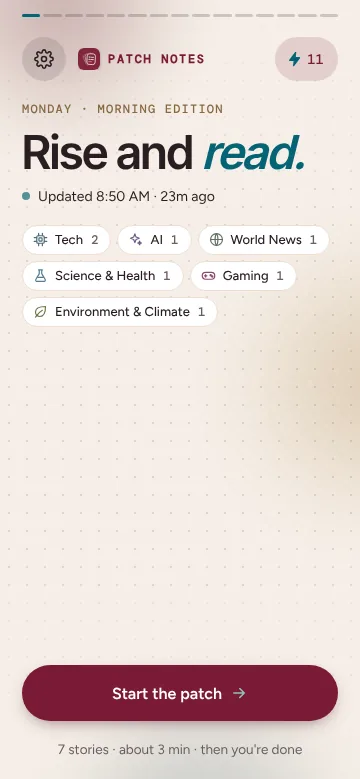 PATCH NOTES
11
MONDAY · MORNING EDITION
Rise and read.
Updated 8:50 AM · 23m ago
Tech 2
AI 1
World News 1
Science & Health 1
Gaming 1
Environment & Climate 1
Start the patch →
7 stories · about 3 min · then you're done